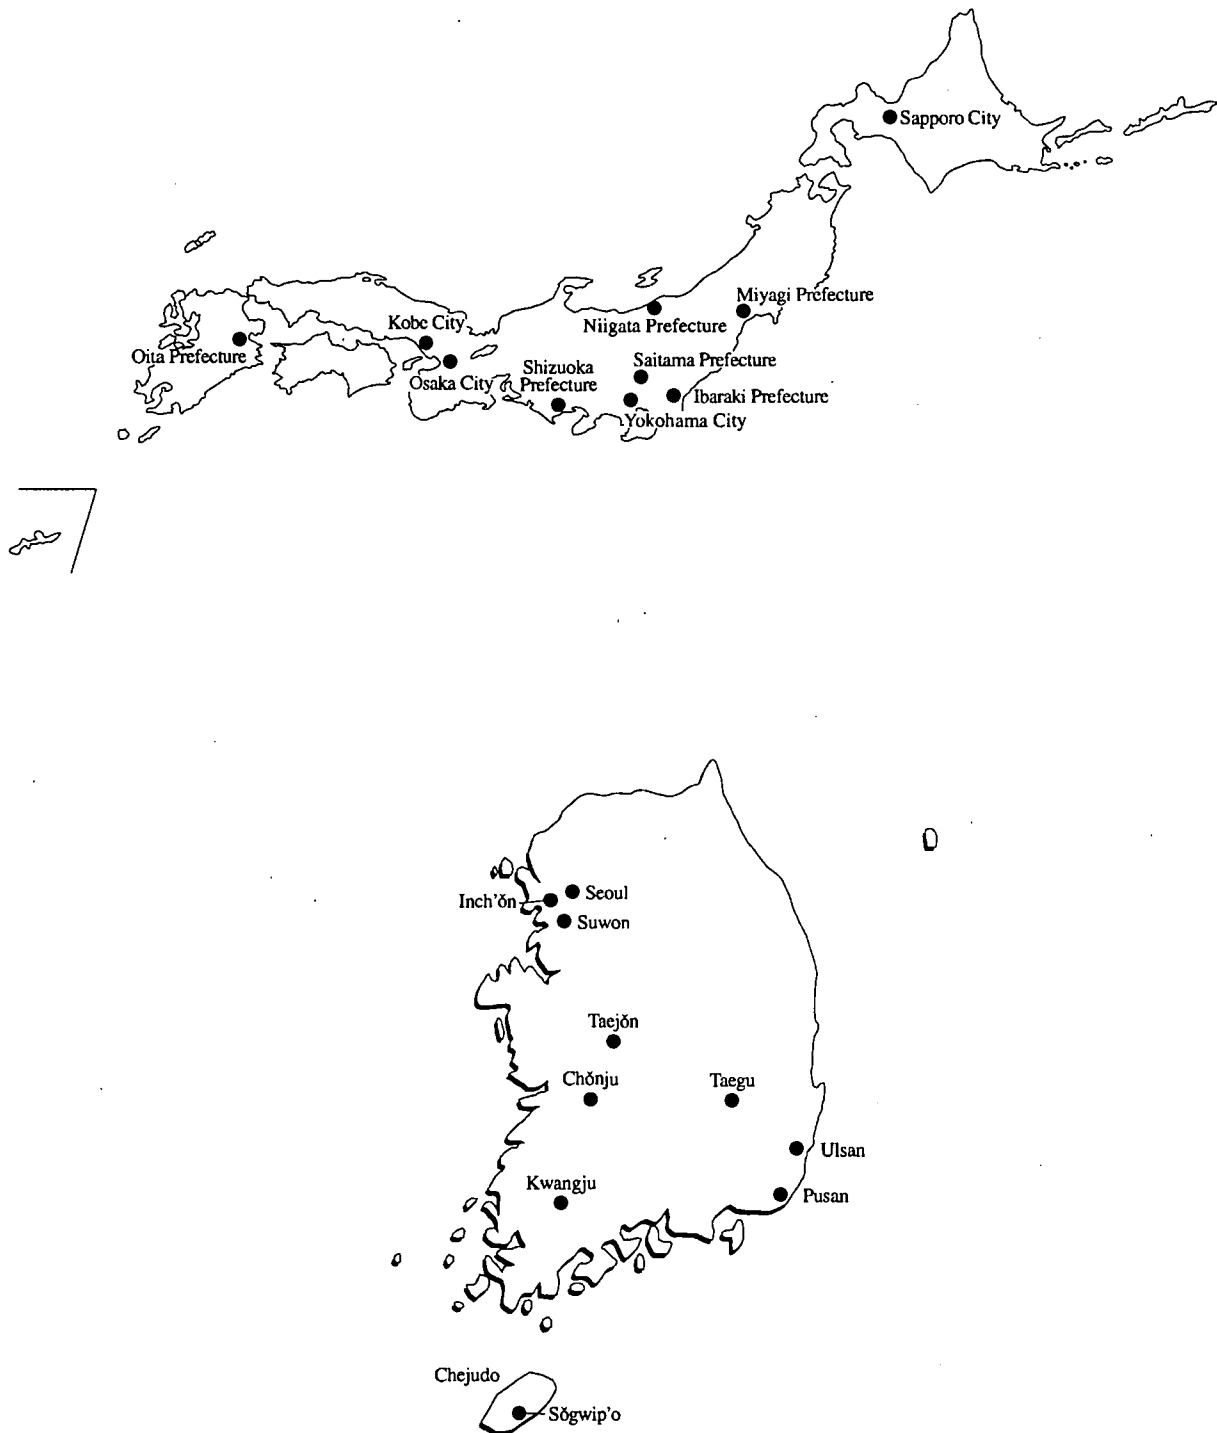 Sapporo City
Miyagi Prefecture
Niigata Prefecture
Kobe City
Oita Prefecture
Saitama Prefecture
Shizuoka
Prefecture
Osaka City
Ibaraki Prefecture
Yokohama City
Seoul
Inch'ŏn
Suwon
Taejŏn
Chŏnju
Taegu
Ulsan
Kwangju
Pusan
Chejudo
Sŏgwip'o